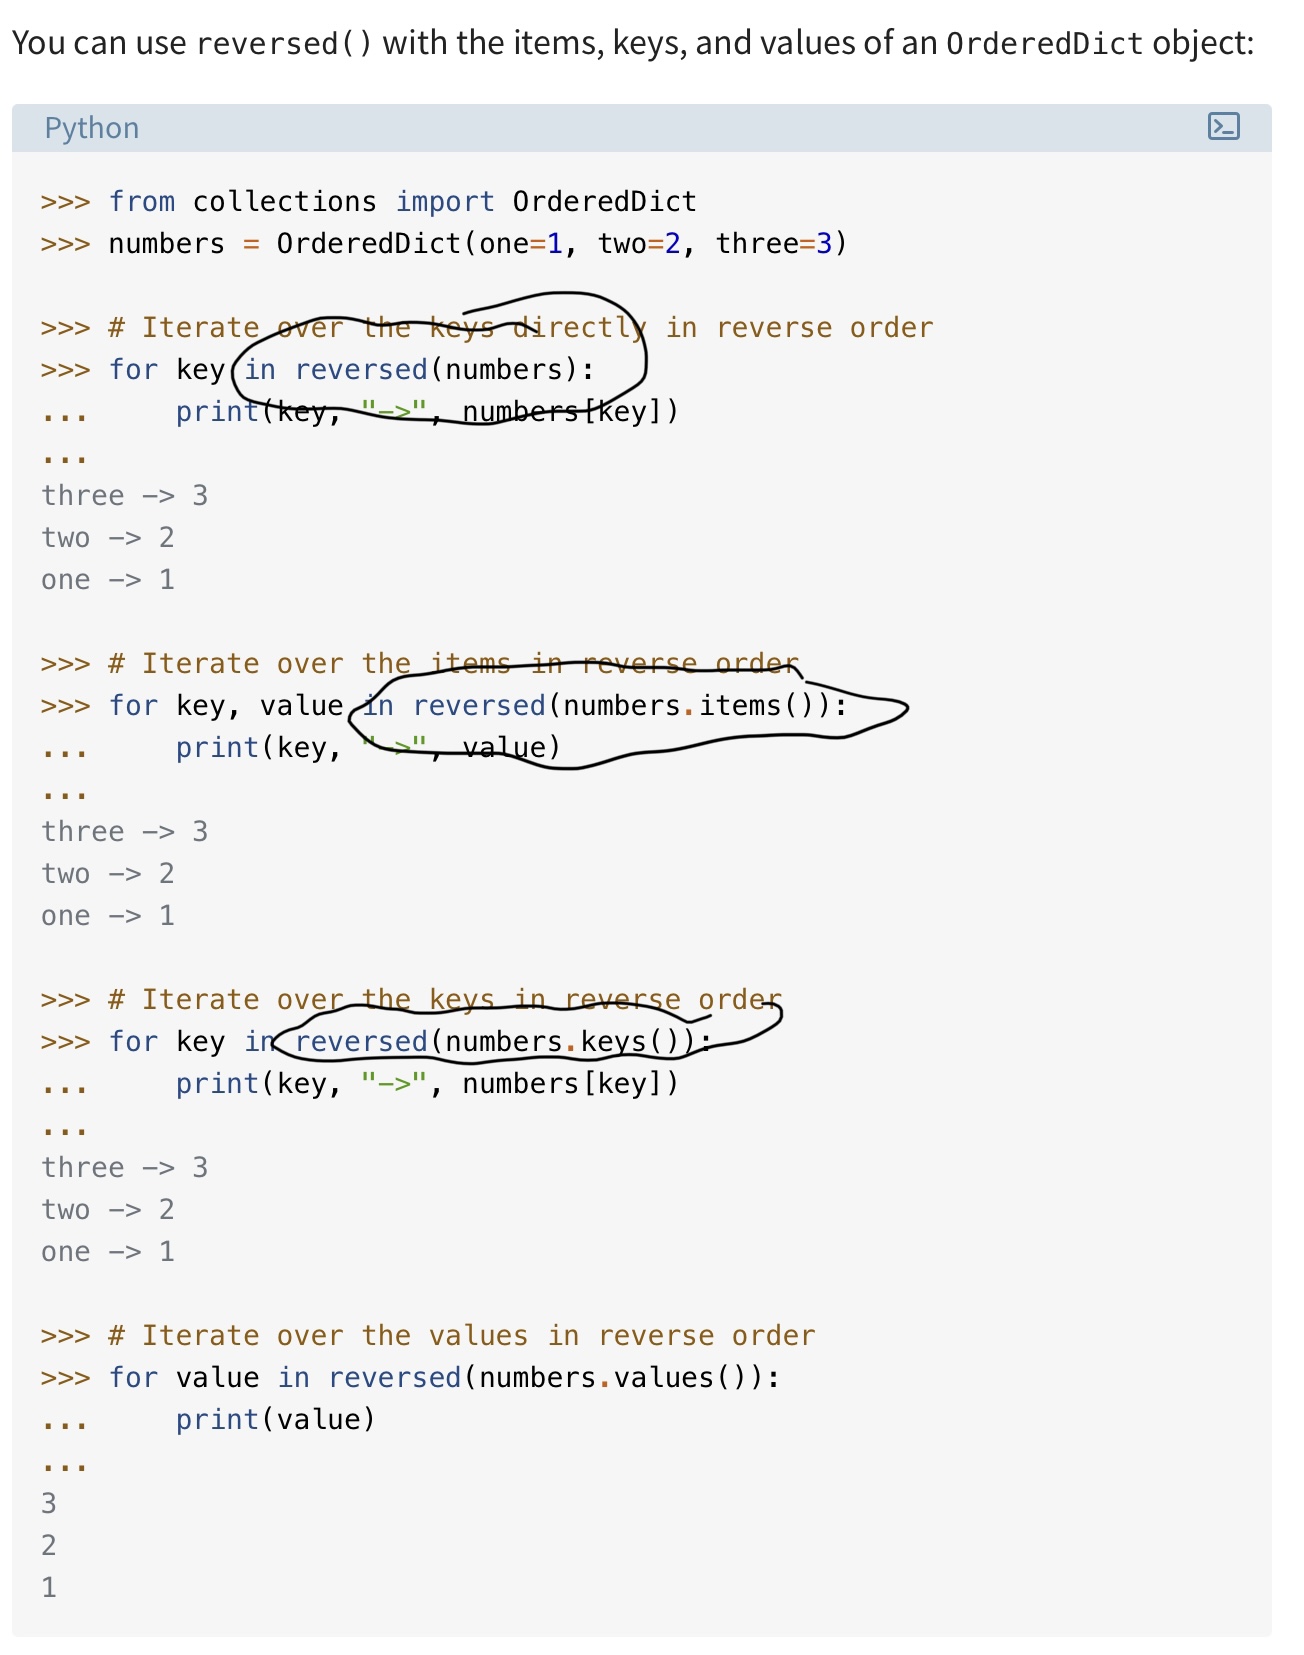 You can use reversed() with the items, keys, and values of an OrderedDict object:
Python
>>> from collections import OrderedDict
>>> numbers = OrderedDict(one=1, two=2, three=3)
>>> # Iterate over the keys directly in reverse order
>>> for key in reversed(numbers):
...     print(key, "->", numbers[key])
...
three -> 3
two -> 2
one -> 1
>>> # Iterate over the items in reverse order
>>> for key, value in reversed(numbers.items()):
...     print(key, "->", value)
...
three -> 3
two -> 2
one -> 1
>>> # Iterate over the keys in reverse order
>>> for key in reversed(numbers.keys()):
...     print(key, "->", numbers[key])
...
three -> 3
two -> 2
one -> 1
>>> # Iterate over the values in reverse order
>>> for value in reversed(numbers.values()):
...     print(value)
...
3
2
1